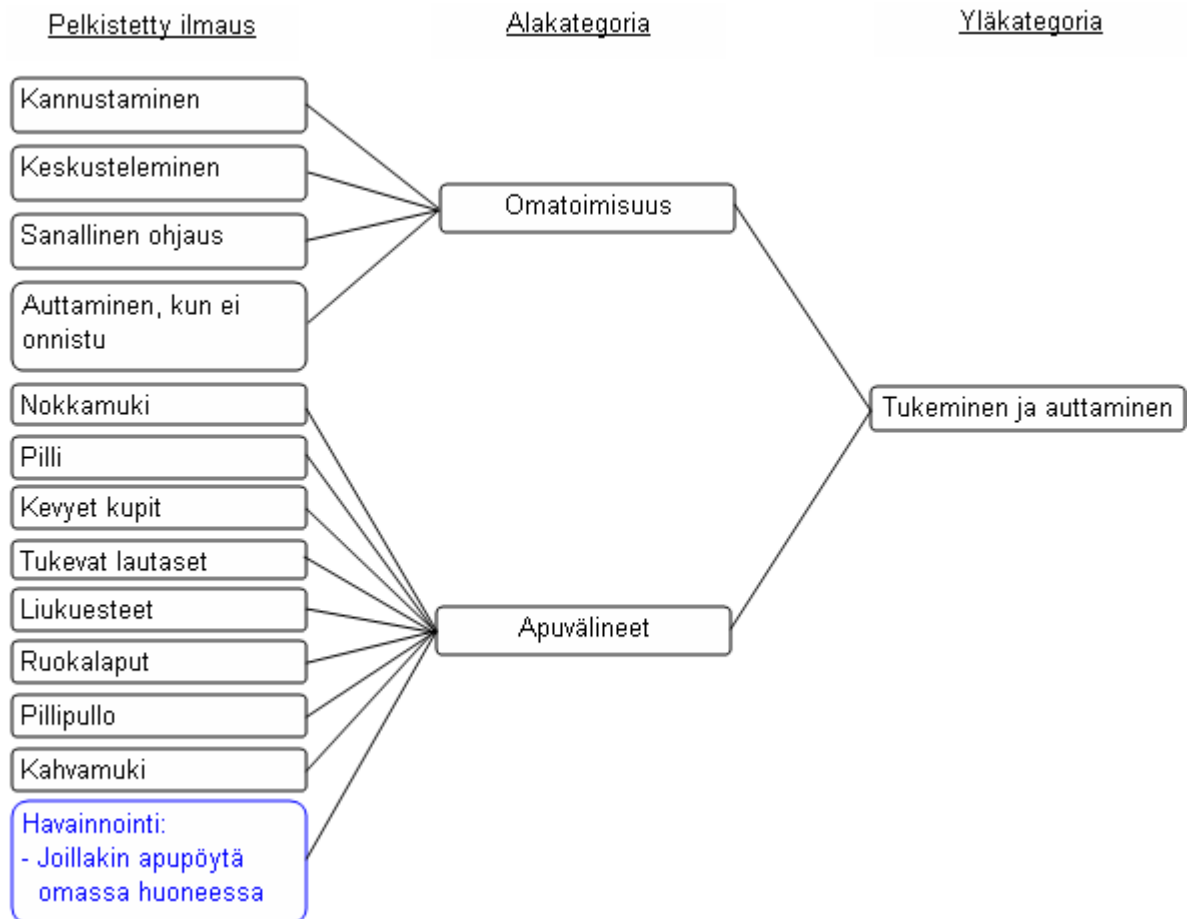 Pelkistetty ilmaus
Alakategoria
Yläkategoria
Kannustaminen
Keskusteleminen
Sanallinen ohjaus
Auttaminen, kun ei
onnistu
Omatoimisuus
Nokkamuki
Pilli
Kevyet kupit
Tukevat lautaset
Liukuesteet
Ruokalaput
Pillipullo
Kahvamuki
Havainnointi:
- Joillakin apupöytä
omassa huoneessa
Apuvälineet
Tukeminen ja auttaminen